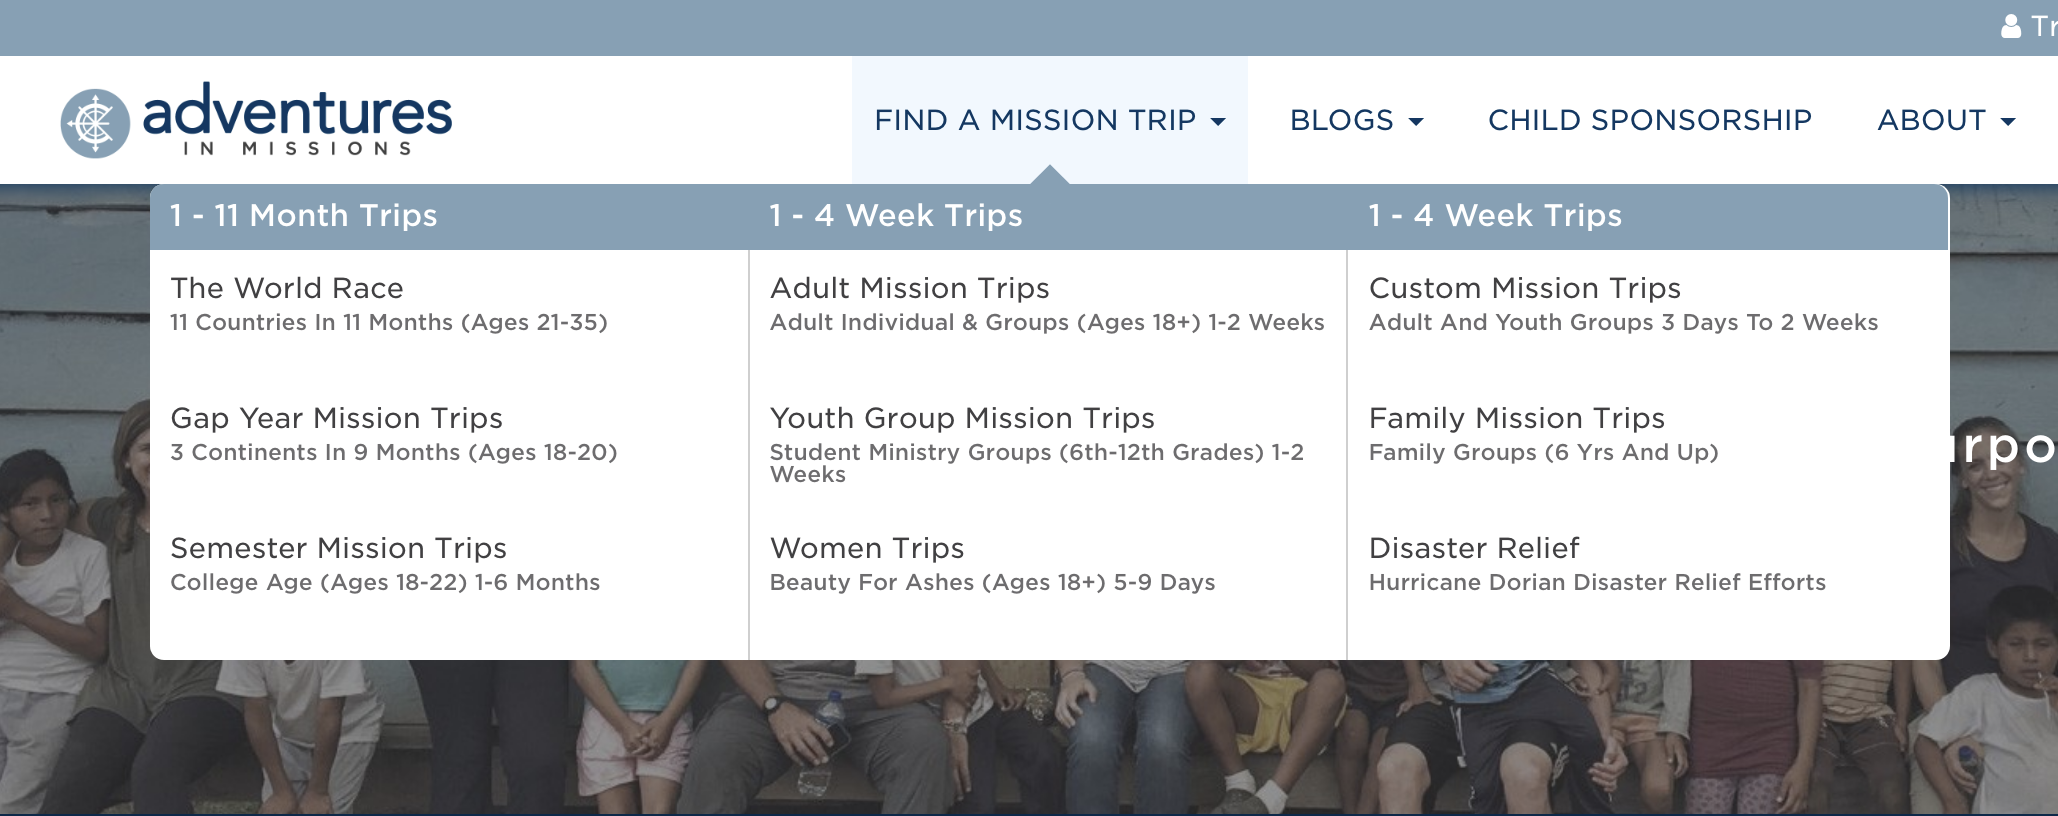 Tr
adventures
IN MISSIONS
FIND A MISSION TRIP
BLOGS
CHILD SPONSORSHIP
ABOUT
1 - 11 Month Trips
The World Race
11 Countries In 11 Months (Ages 21-35)
Gap Year Mission Trips
3 Continents In 9 Months (Ages 18-20)
Semester Mission Trips
College Age (Ages 18-22) 1-6 Months
1 - 4 Week Trips
Adult Mission Trips
Adult Individual & Groups (Ages 18+) 1-2 Weeks
Youth Group Mission Trips
Student Ministry Groups (6th-12th Grades) 1-2
Weeks
Women Trips
Beauty For Ashes (Ages 18+) 5-9 Days
1 - 4 Week Trips
Custom Mission Trips
Adult And Youth Groups 3 Days To 2 Weeks
Family Mission Trips
Family Groups (6 Yrs And Up)
Disaster Relief
Hurricane Dorian Disaster Relief Efforts
urpo